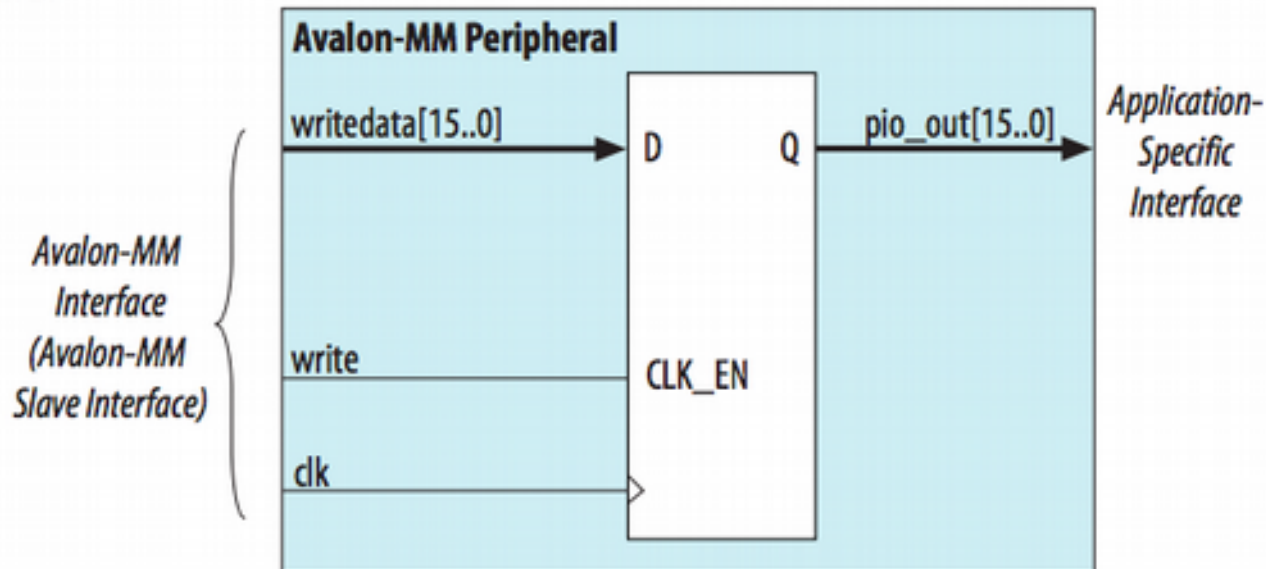 Avalon-MM Peripheral
writedata[15..0]
D
Q
pio_out[15..0]
Application-
Specific
Interface
Avalon-MM
Interface
(Avalon-MM
Slave Interface)
write
CLK_EN
clk